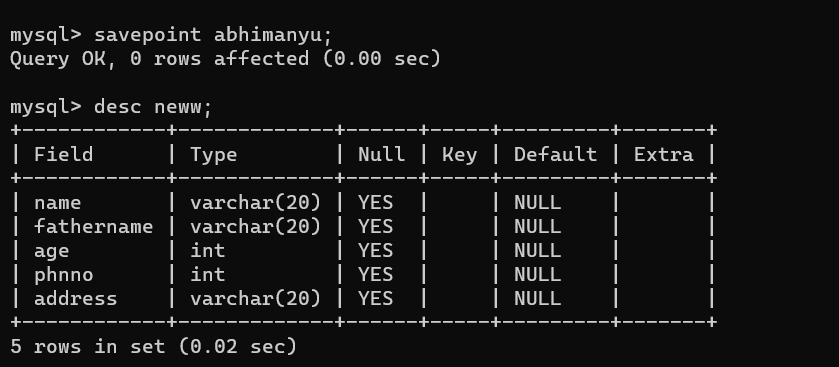 mysql> savepoint abhimanyu;
Query OK, 0 rows affected (0.00 sec)
mysql> desc neww;
+------------+-------------+------+-----+---------+-------+
| Field      | Type        | Null | Key | Default | Extra |
+------------+-------------+------+-----+---------+-------+
| name       | varchar(20) | YES  |     | NULL    |       |
| fathername | varchar(20) | YES  |     | NULL    |       |
| age        | int         | YES  |     | NULL    |       |
| phnno      | int         | YES  |     | NULL    |       |
| address    | varchar(20) | YES  |     | NULL    |       |
+------------+-------------+------+-----+---------+-------+
5 rows in set (0.02 sec)